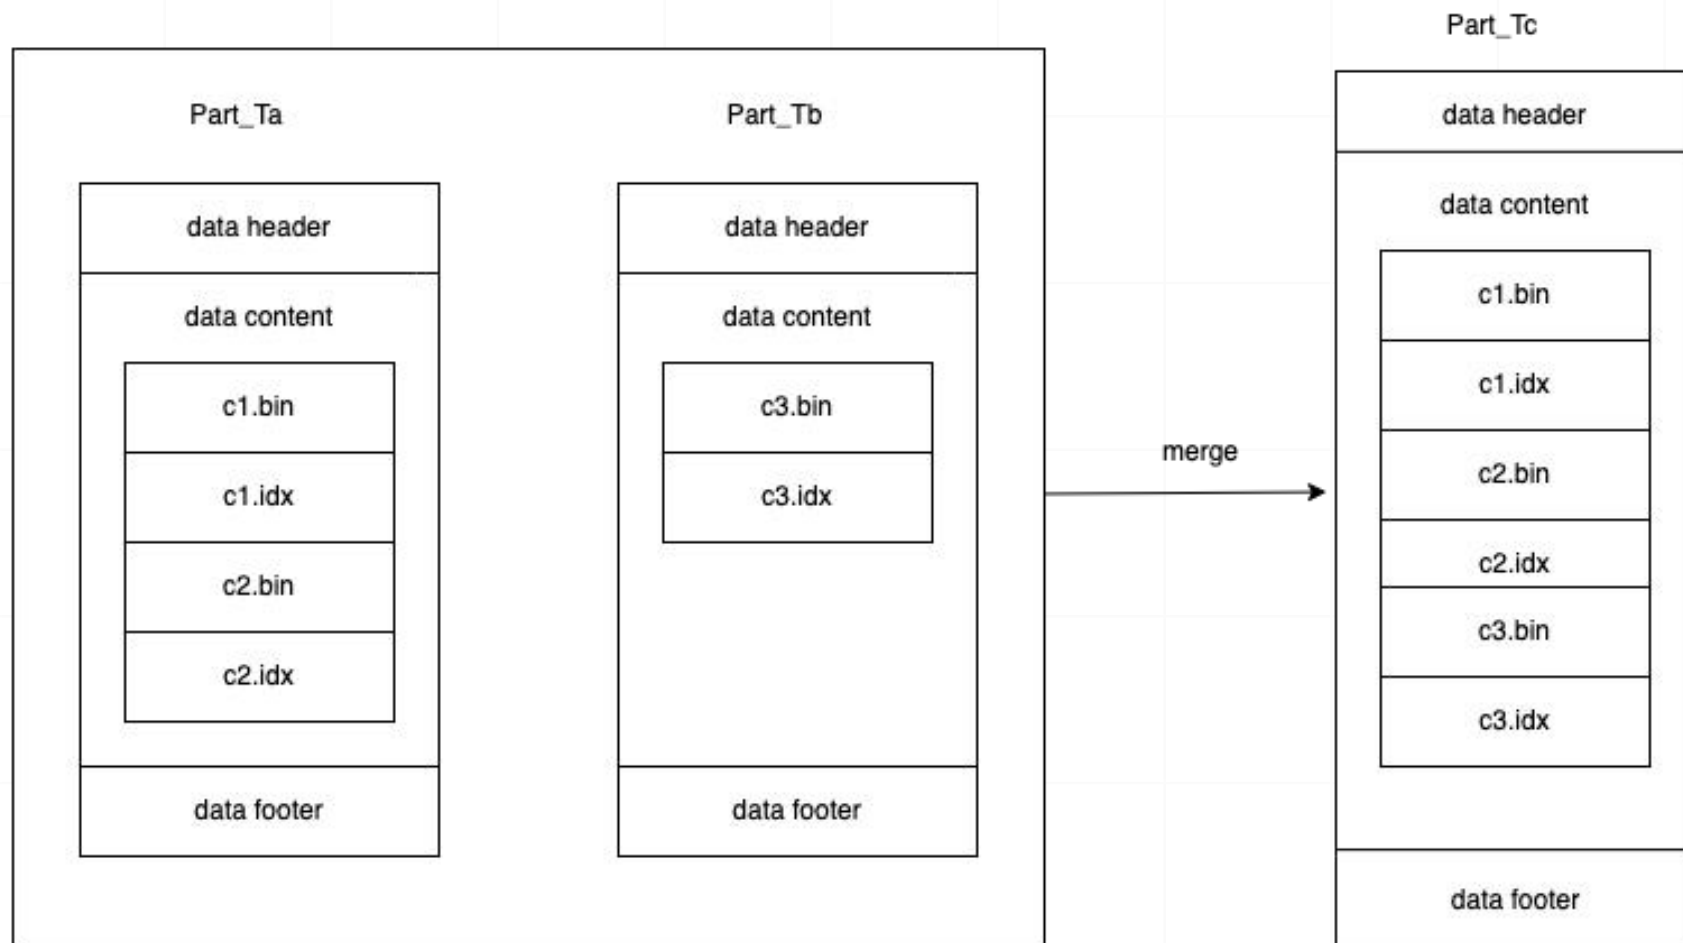 Part_Ta
data header
data content
c1.bin
c1.idx
c2.bin
c2.idx
data footer
Part_Tb
data header
data content
c3.bin
c3.idx
data footer
merge
Part_Tc
data header
data content
c1.bin
c1.idx
c2.bin
c2.idx
c3.bin
c3.idx
data footer